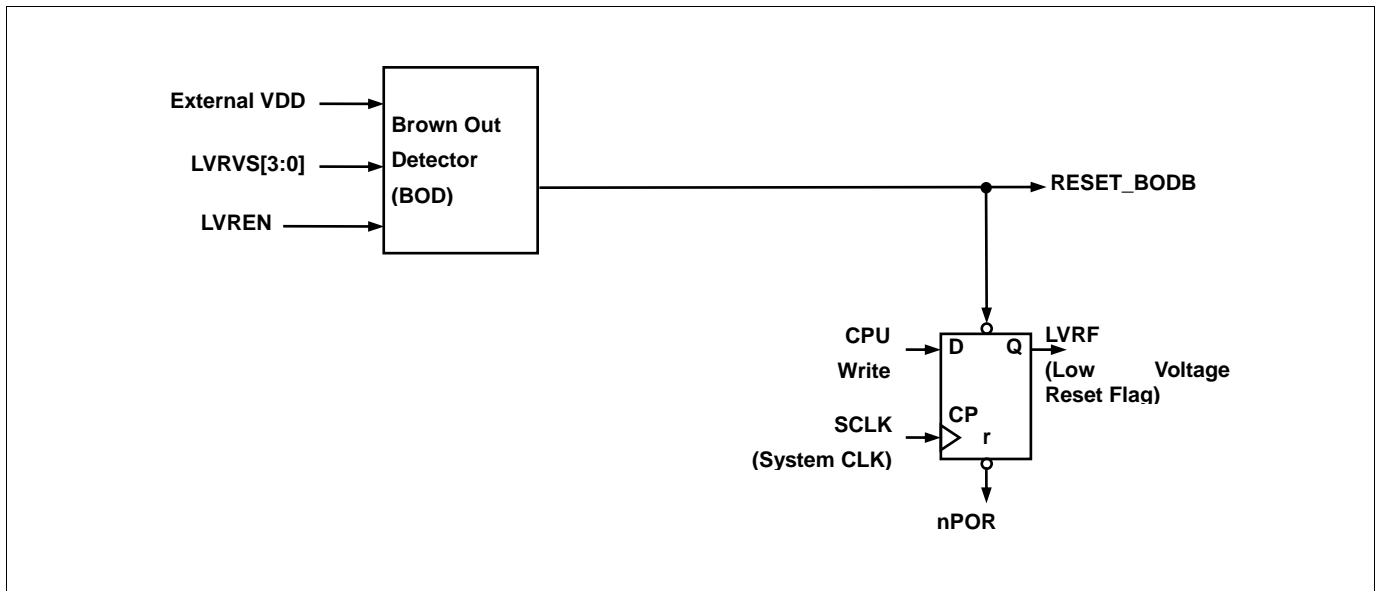 External VDD
LVRVS[3:0]
LVREN
Brown Out
Detector
(BOD)
RESET_BODB
CPU
Write
SCLK
(System CLK)
D Q
CP
r
LVRF
(Low Voltage
Reset Flag)
nPOR